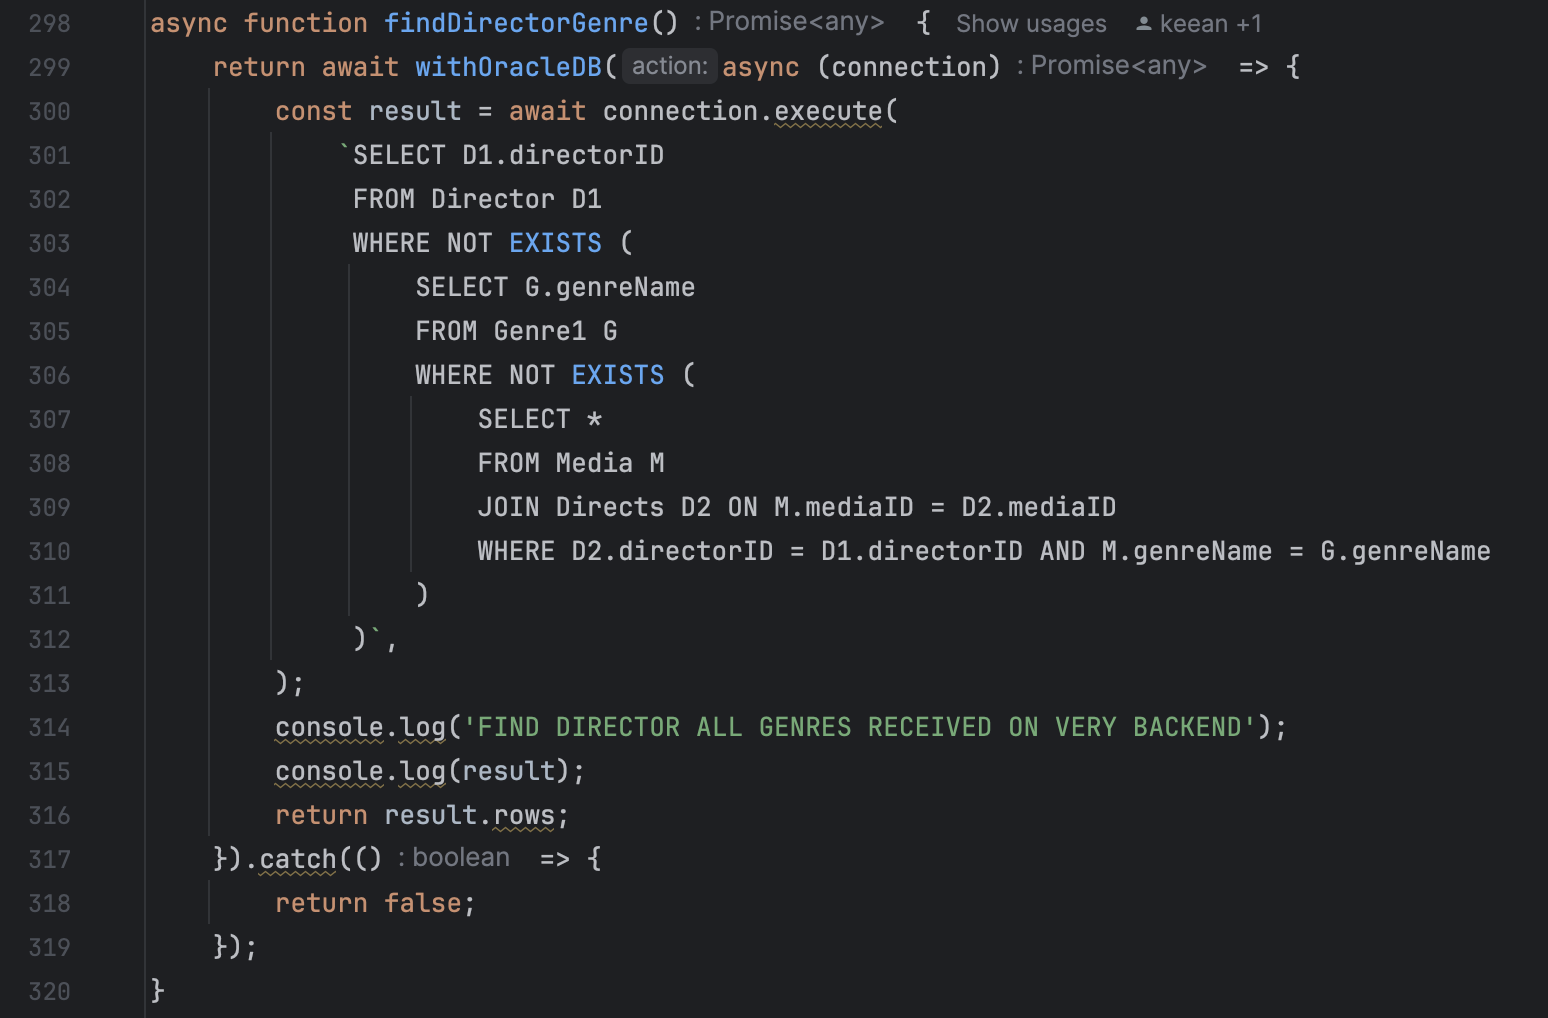 298 async function findDirectorGenre() : Promise<any> { Show usages keean +1
299 return await withOracleDB( action: async (connection) : Promise<any> => {
300 const result = await connection.execute(
301 `SELECT D1.directorID
302 FROM Director D1
303 WHERE NOT EXISTS (
304 SELECT G.genreName
305 FROM Genre1 G
306 WHERE NOT EXISTS (
307 SELECT *
308 FROM Media M
309 JOIN Directs D2 ON M.mediaID = D2.mediaID
310 WHERE D2.directorID = D1.directorID AND M.genreName = G.genreName
311 )
312 )`,
313 );
314 console.log('FIND DIRECTOR ALL GENRES RECEIVED ON VERY BACKEND');
315 console.log(result);
316 return result.rows;
317 }).catch(() : boolean => {
318 return false;
319 });
320 }